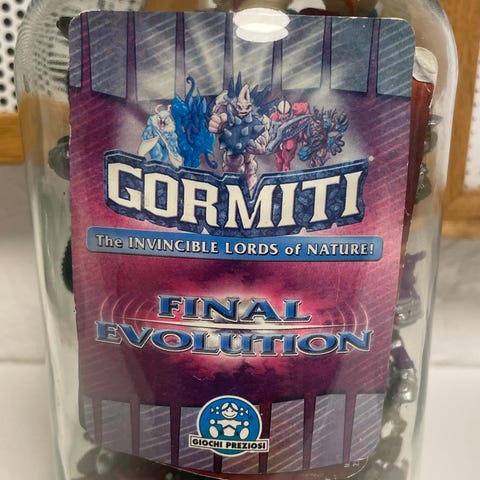 GORMITI
The INVINCIBLE LORDS of NATURE!
FINAL
EVOLUTION
GIOCHI PREZIOSI